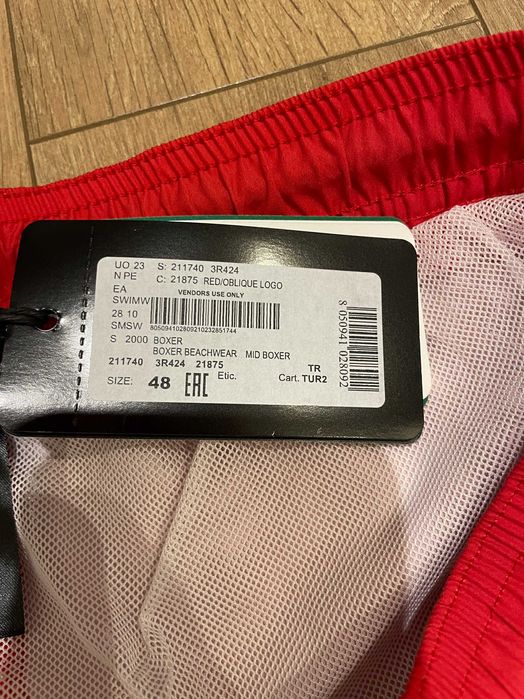 UO 23 S: 211740 3R424
N PE C: 21875 RED/OBLIQUE LOGO
EA VENDORS USE ONLY
SWIMW
28 10
SMSW 8050941028092102328517​44
S 2000 BOXER
BOXER BEACHWEAR MID BOXER
211740 3R424 21875 TR
SIZE: 48 EAC Etic. Cart. TUR2
8 050941 028092